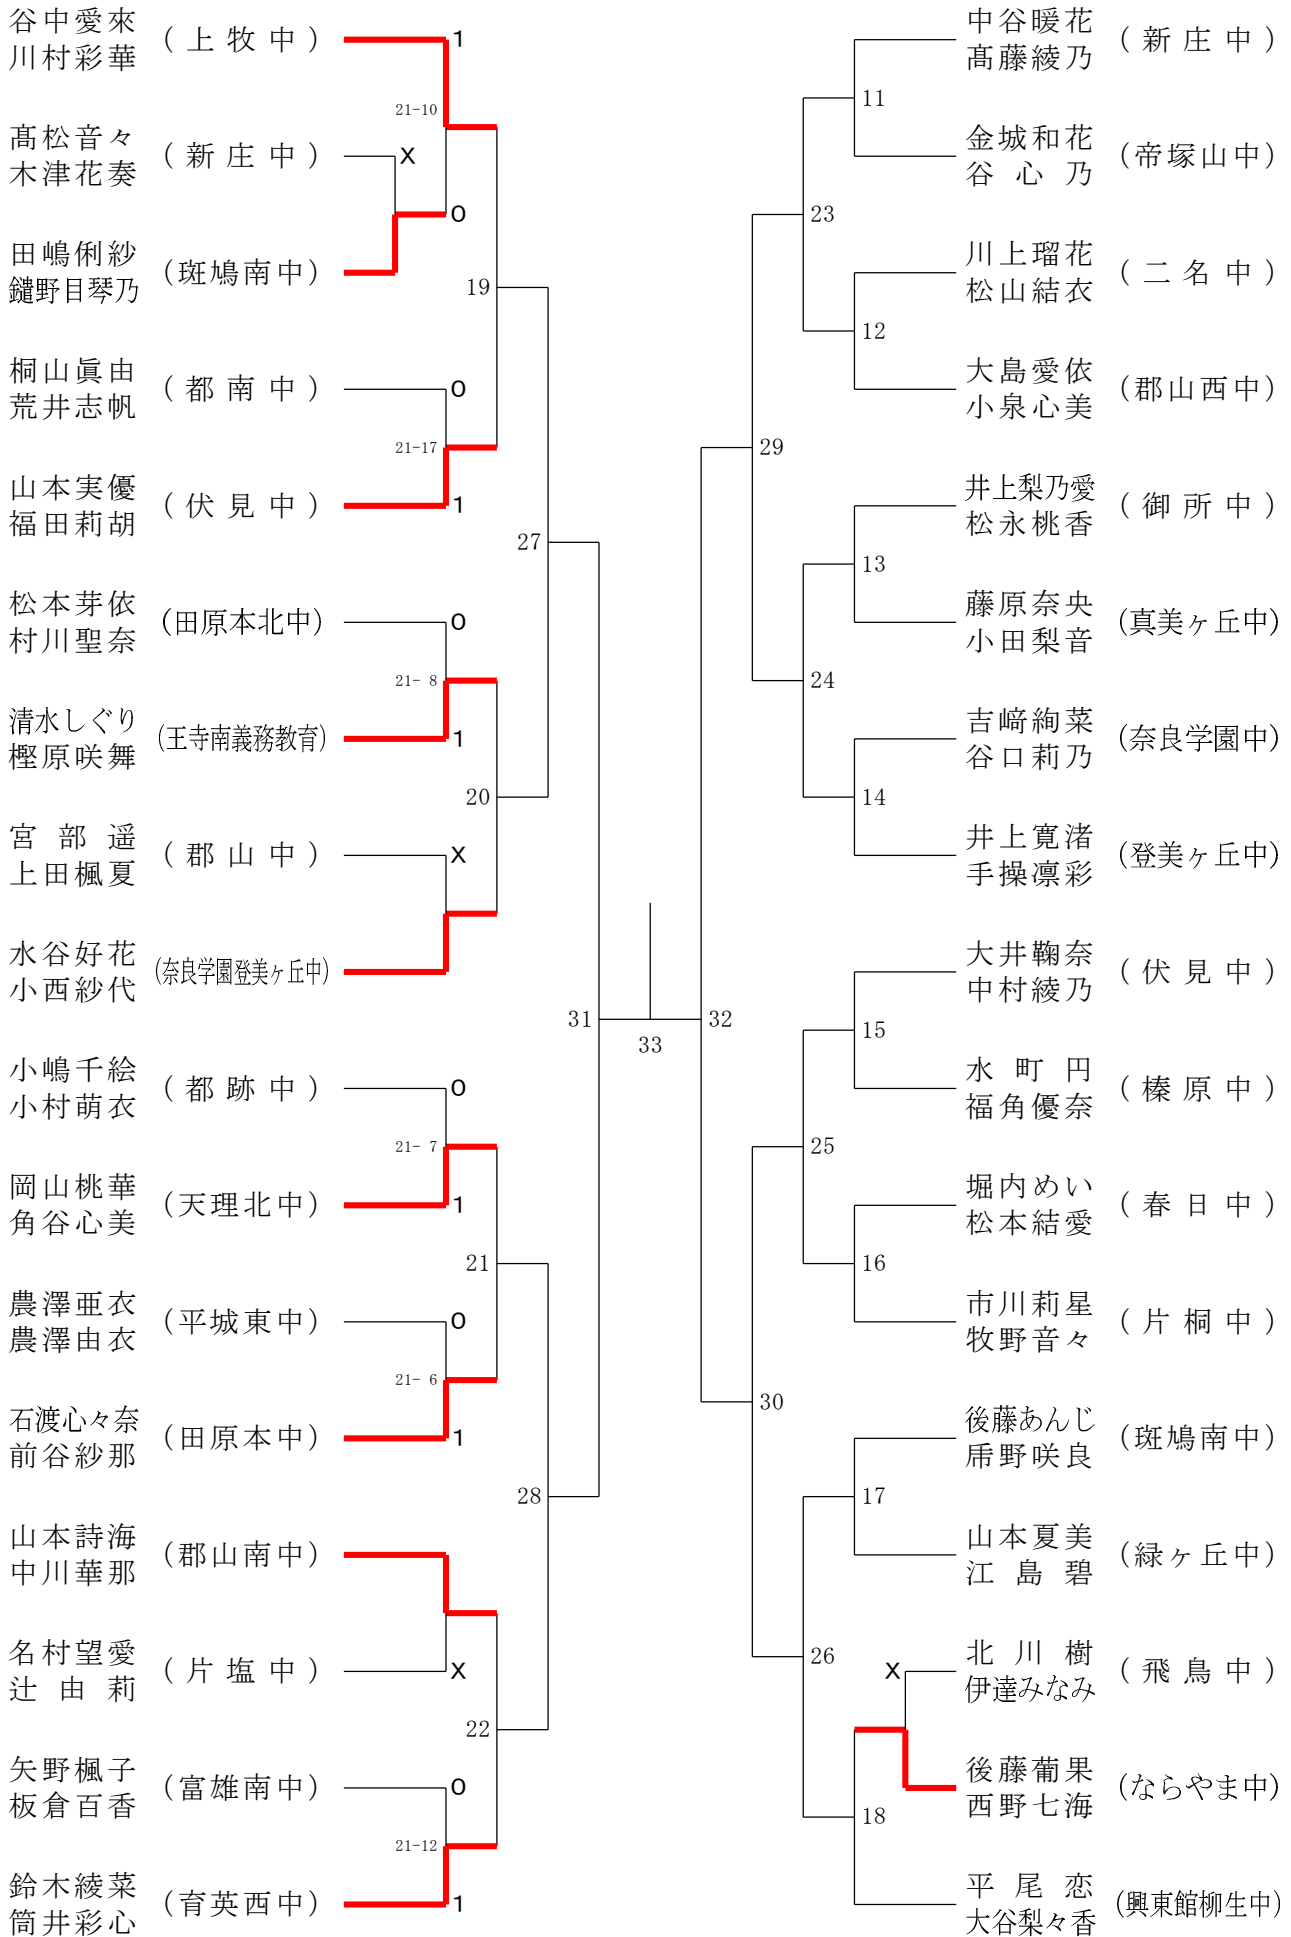 谷中愛來
川村彩華
(上牧中)
1
21-10
髙松音々
木津花奏
(新庄中)
X
0
田嶋俐紗
鑓野目琴乃
(斑鳩南中)
19
桐山眞由
荒井志帆
(都南中)
0
21-17
山本実優
福田莉胡
(伏見中)
1
27
松本芽依
村川聖奈
(田原本北中)
0
21- 8
清水しぐり
樫原咲舞
(王寺南義務教育)
1
20
宮部遥
上田楓夏
(郡山中)
X
水谷好花
小西紗代
(奈良学園登美ヶ丘中)
31
33
32
小嶋千絵
小村萌衣
(都跡中)
0
21- 7
岡山桃華
角谷心美
(天理北中)
1
21
農澤亜衣
農澤由衣
(平城東中)
0
21- 6
石渡心々奈
前谷紗那
(田原本中)
1
28
山本詩海
中川華那
(郡山南中)
名村望愛
辻由莉
(片塩中)
X
22
矢野楓子
板倉百香
(富雄南中)
0
21-12
鈴木綾菜
筒井彩心
(育英西中)
1
中谷暖花
髙藤綾乃
(新庄中)
11
金城和花
谷心乃
(帝塚山中)
23
川上瑠花
松山結衣
(二名中)
12
大島愛依
小泉心美
(郡山西中)
29
井上梨乃愛
松永桃香
(御所中)
13
藤原奈央
小田梨音
(真美ヶ丘中)
24
吉﨑絢菜
谷口莉乃
(奈良学園中)
14
井上寛渚
手操凛彩
(登美ヶ丘中)
大井鞠奈
中村綾乃
(伏見中)
15
水町円
福角優奈
(榛原中)
25
堀内めい
松本結愛
(春日中)
16
市川莉星
牧野音々
(片桐中)
30
後藤あんじ
乕野咲良
(斑鳩南中)
17
山本夏美
江島碧
(緑ヶ丘中)
26
北川樹
伊達みなみ
(飛鳥中)
X
後藤葡果
西野七海
(ならやま中)
18
平尾恋
大谷梨々香
(興東館柳生中)